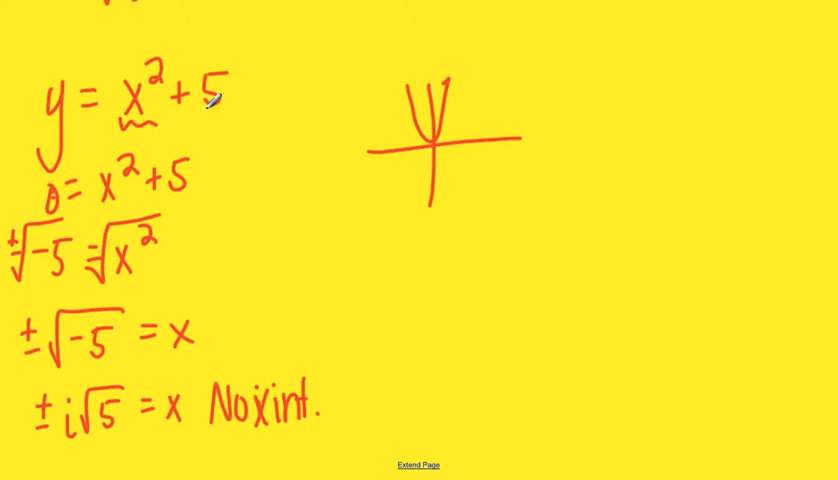 y = x² + 5
0 = x² + 5
±√-5 = √x²
±√-5 = x
±i√5 = x No x int.
Extend Page